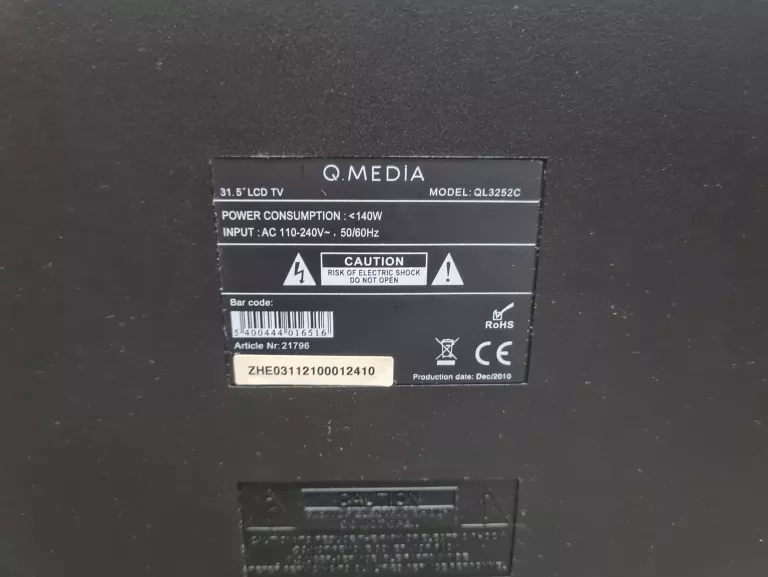 Q.MEDiA
31.5" LCD TV MODEL: QL3252C
POWER CONSUMPTION : <140W
INPUT : AC 110-240V~ , 50/60Hz
CAUTION
RISK OF ELECTRIC SHOCK
DO NOT OPEN
Bar code:
5 400444 016516
RoHS
Article Nr: 21796
CE
ZHE03112100012410
Production date: Dec/2010
CAUTION